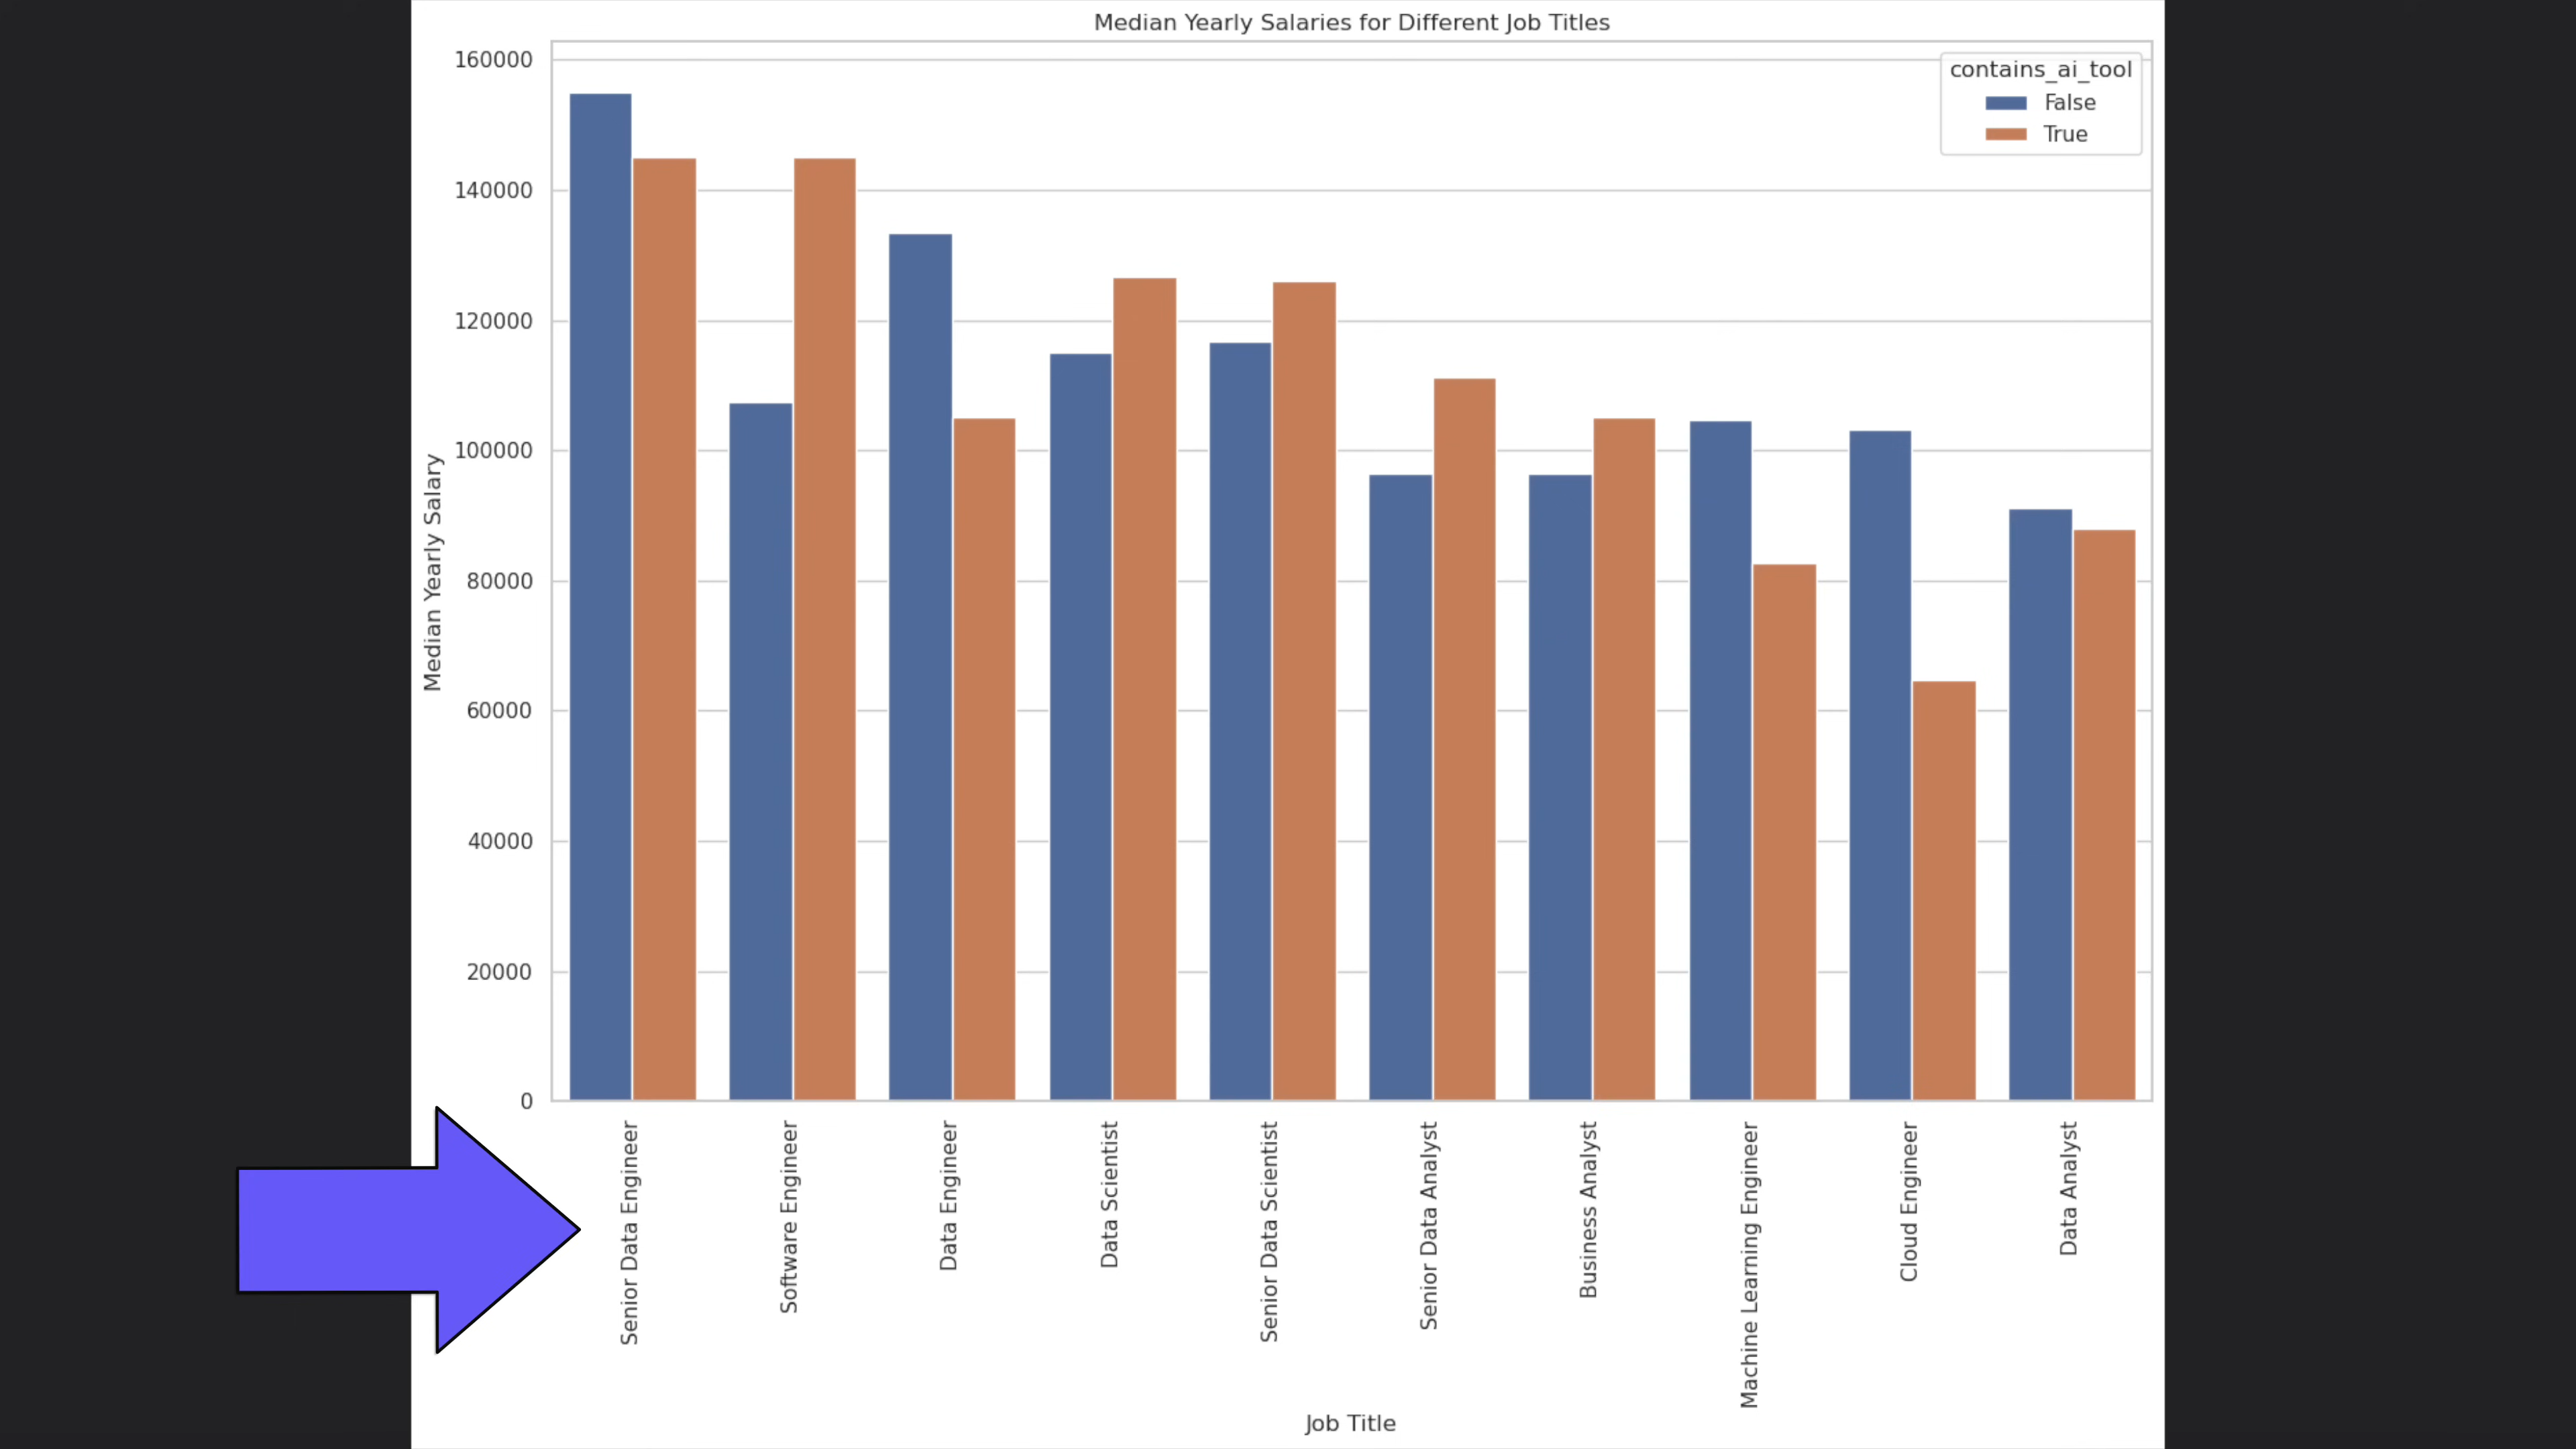 Median Yearly Salaries for Different Job Titles
contains_ai_tool
False
True
Median Yearly Salary
160000
140000
120000
100000
80000
60000
40000
20000
0
Senior Data Engineer
Software Engineer
Data Engineer
Data Scientist
Senior Data Scientist
Senior Data Analyst
Business Analyst
Machine Learning Engineer
Cloud Engineer
Data Analyst
Job Title